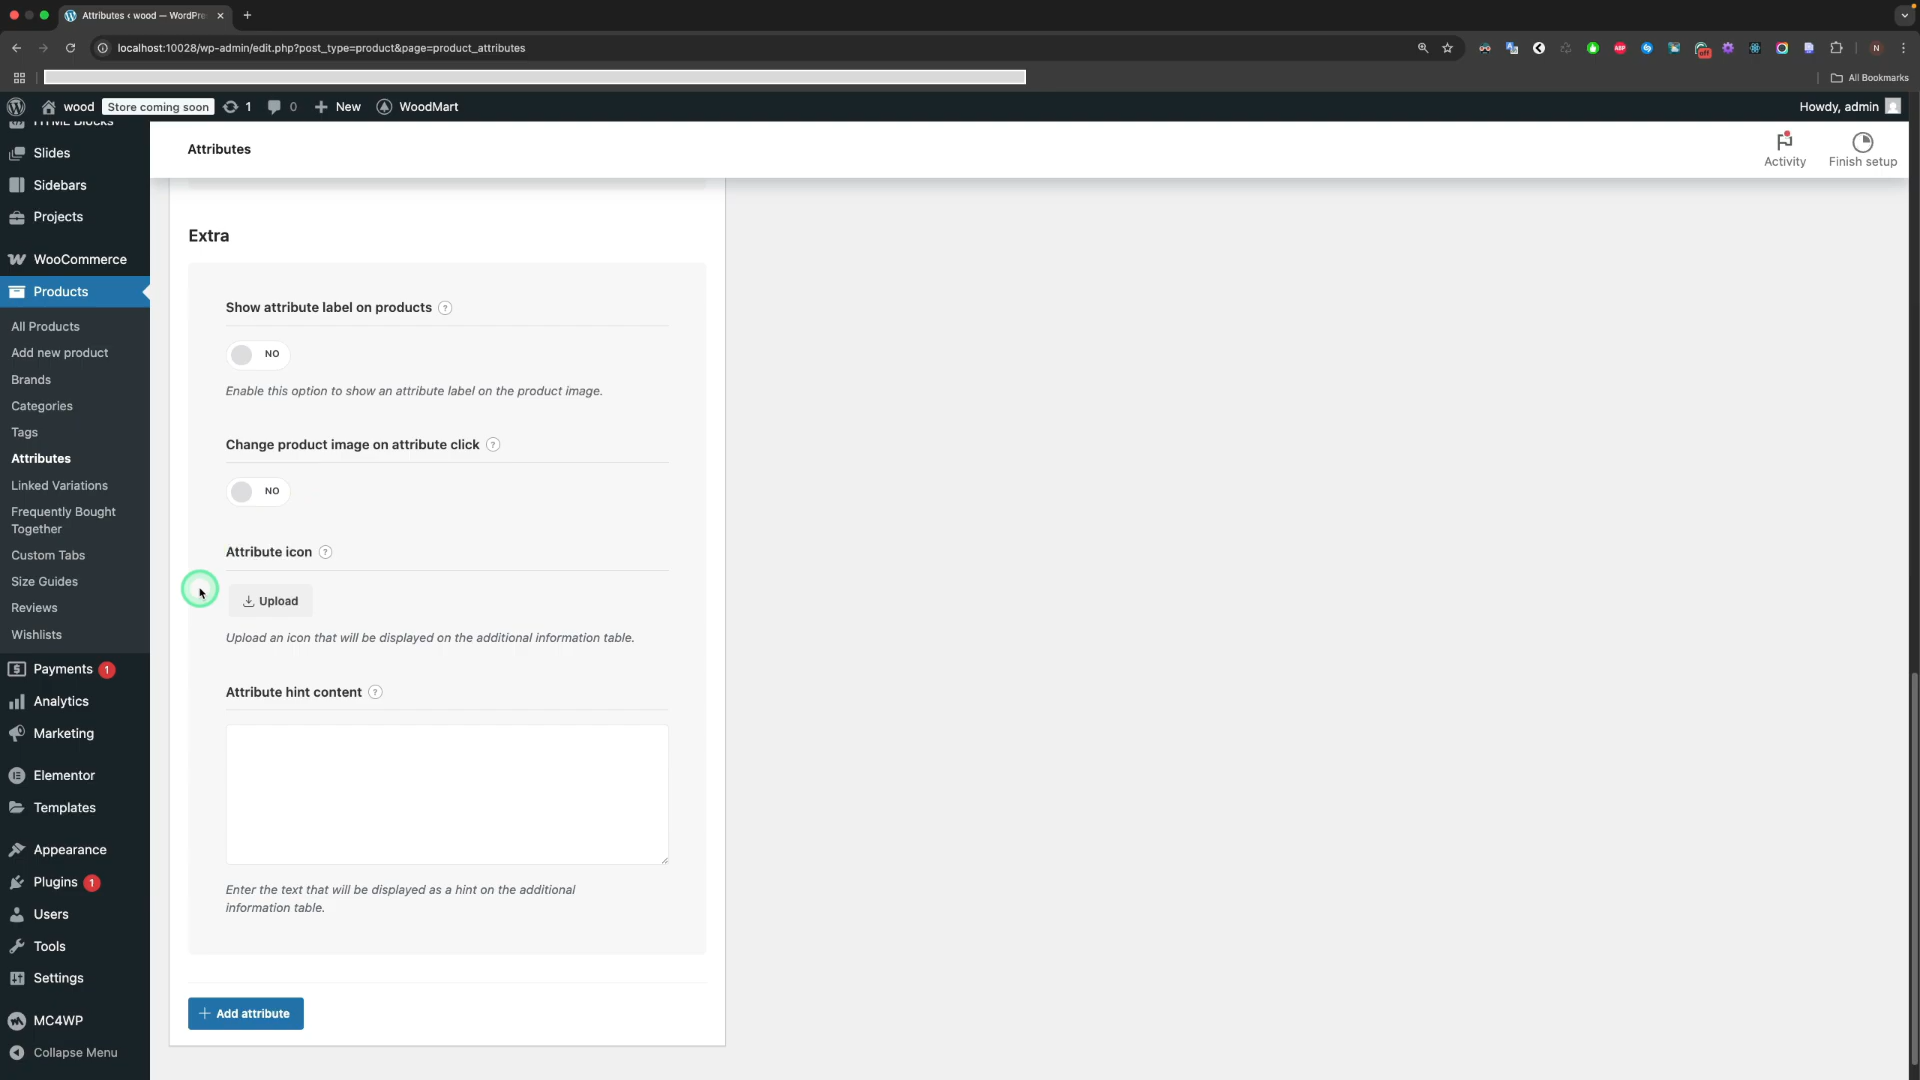 Attributes ‹ wood — WordPre
localhost:10028/wp-admin/edit.php?post_type=product&page=product_attributes
ABP
off
N
All Bookmarks
wood
Store coming soon
1
0
New
WoodMart
Howdy, admin
HTML Blocks
Slides
Sidebars
Projects
WooCommerce
Products
All Products
Add new product
Brands
Categories
Tags
Attributes
Linked Variations
Frequently Bought
Together
Custom Tabs
Size Guides
Reviews
Wishlists
Payments 1
Analytics
Marketing
Elementor
Templates
Appearance
Plugins 1
Users
Tools
Settings
MC4WP
Collapse Menu
Attributes
Activity
Finish setup
Extra
Show attribute label on products ?
NO
Enable this option to show an attribute label on the product image.
Change product image on attribute click ?
NO
Attribute icon ?
Upload
Upload an icon that will be displayed on the additional information table.
Attribute hint content ?
Enter the text that will be displayed as a hint on the additional
information table.
Add attribute